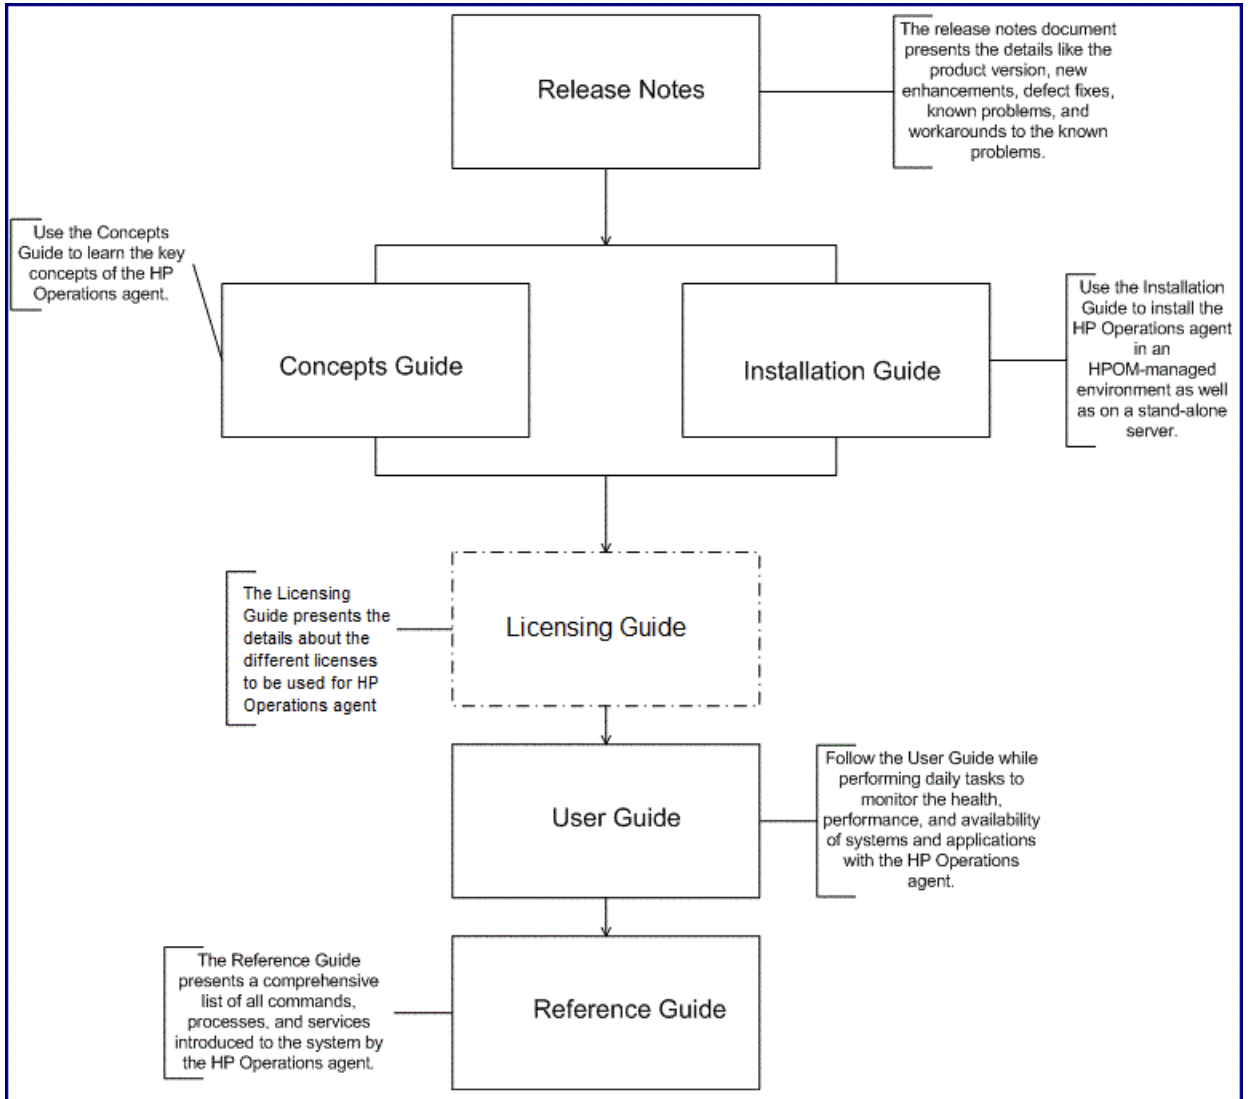 Release Notes
The release notes document
presents the details like the
product version, new
enhancements, defect fixes,
known problems, and
workarounds to the known
problems.
Use the Concepts
Guide to learn the key
concepts of the HP
Operations agent.
Concepts Guide
Installation Guide
Use the Installation
Guide to install the
HP Operations agent
in an
HPOM-managed
environment as well
as on a stand-alone
server.
The Licensing
Guide presents the
details about the
different licenses
to be used for HP
Operations agent
Licensing Guide
User Guide
Follow the User Guide while
performing daily tasks to
monitor the health,
performance, and availability
of systems and applications
with the HP Operations
agent.
The Reference Guide
presents a comprehensive
list of all commands,
processes, and services
introduced to the system by
the HP Operations agent.
Reference Guide